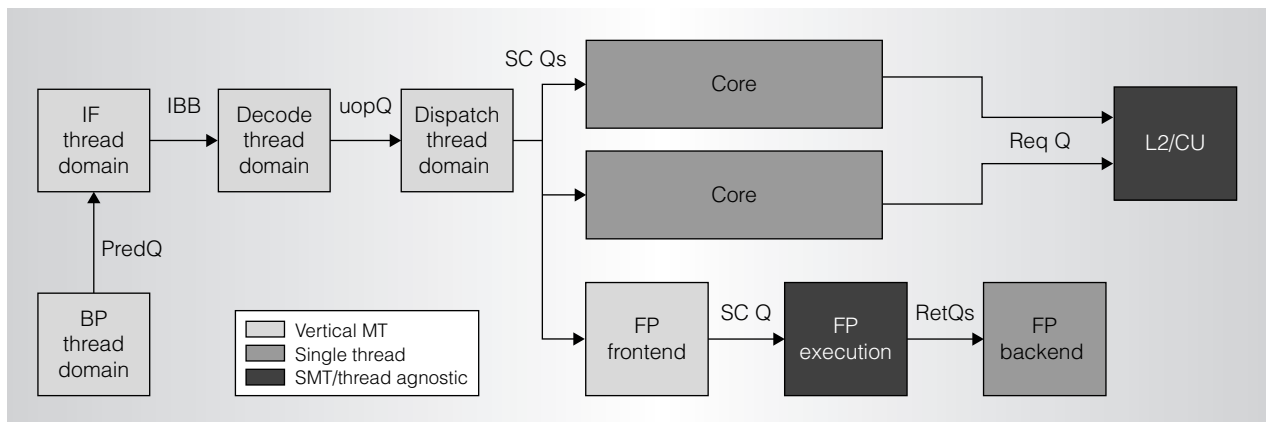 SC Qs
Core
IF
thread
domain
IBB
Decode
thread
domain
uopQ
Dispatch
thread
domain
Core
Req Q
L2/CU
PredQ
BP
thread
domain
Vertical MT
Single thread
SMT/thread agnostic
FP
frontend
SC Q
FP
execution
RetQs
FP
backend